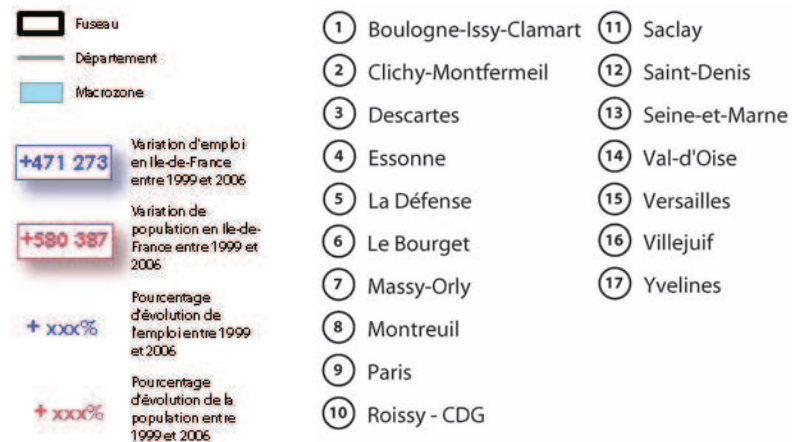 Fuseau
Département
Macrozone
+471 273
Variation d'emploi
en Ile-de-France
entre 1999 et 2006
+580 387
Variation de
population en Ile-de-
France entre 1999 et
2006
+ xxx%
Pourcentage
d'évolution de
l'emploi entre 1999
et 2006
+ xxx%
Pourcentage
d'évolution de la
population entre
1999 et 2006
1 Boulogne-Issy-Clamart
2 Clichy-Montfermeil
3 Descartes
4 Essonne
5 La Défense
6 Le Bourget
7 Massy-Orly
8 Montreuil
9 Paris
10 Roissy - CDG
11 Saclay
12 Saint-Denis
13 Seine-et-Marne
14 Val-d'Oise
15 Versailles
16 Villejuif
17 Yvelines